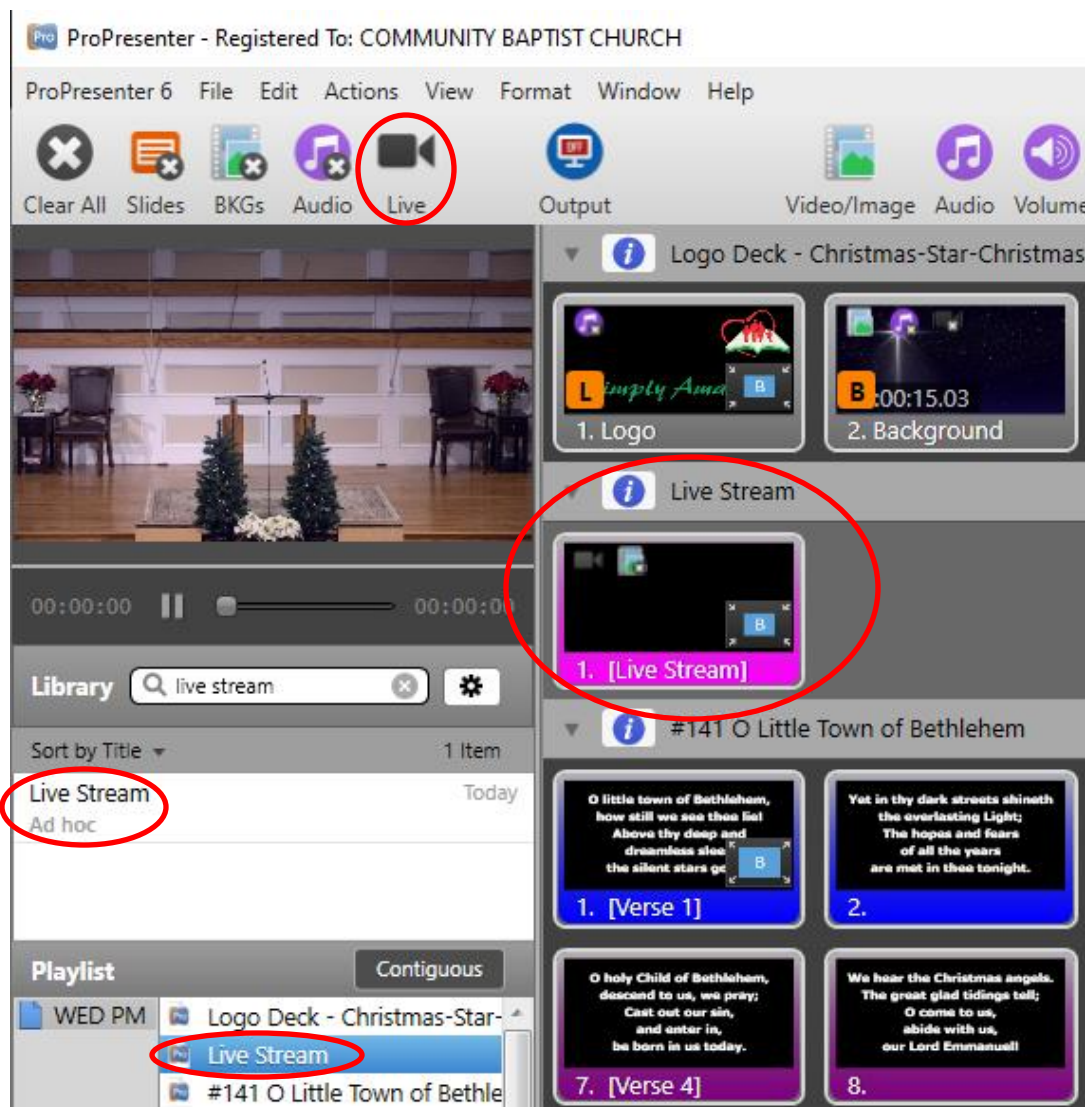 Pro ProPresenter - Registered To: COMMUNITY BAPTIST CHURCH
ProPresenter 6 File Edit Actions View Format Window Help
OFF
Clear All Slides BKGs Audio Live Output Video/Image Audio Volume
Logo Deck - Christmas-Star-Christmas
L
B
1. Logo
B
:00:15.03
2. Background
Live Stream
B
1. [Live Stream]
00:00:00 00:00:00
Library live stream
Sort by Title 1 Item
Live Stream Today
Ad hoc
#141 O Little Town of Bethlehem
O little town of Bethlehem,
how still we see thee lie!
Above thy deep and
dreamless
the silent stars
B
1. [Verse 1]
Yet in thy dark streets shineth
the everlasting Light;
The hopes and fears
of all the years
are met in thee tonight.
2.
Playlist Contiguous
WED PM
Logo Deck - Christmas-Star-
Live Stream
#141 O Little Town of Bethle
O holy Child of Bethlehem,
descend to us, we pray;
Cast out our sin,
and enter in,
be born in us today.
7. [Verse 4]
We hear the Christmas angels.
The great glad tidings tell;
O come to us,
abide with us,
our Lord Emmanuel!
8.